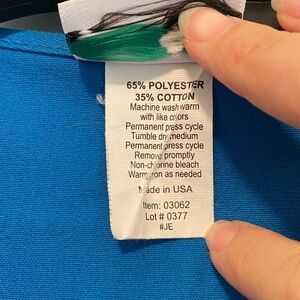 65% POLYESTER
35% COTTON
Machine wash warm
with like colors
Permanent press cycle
Tumble dry medium
Permanent press cycle
Remove promptly
Non-chlorine bleach
Warm iron as needed
Made in USA
Item: 03062
Lot # 0377
#JE